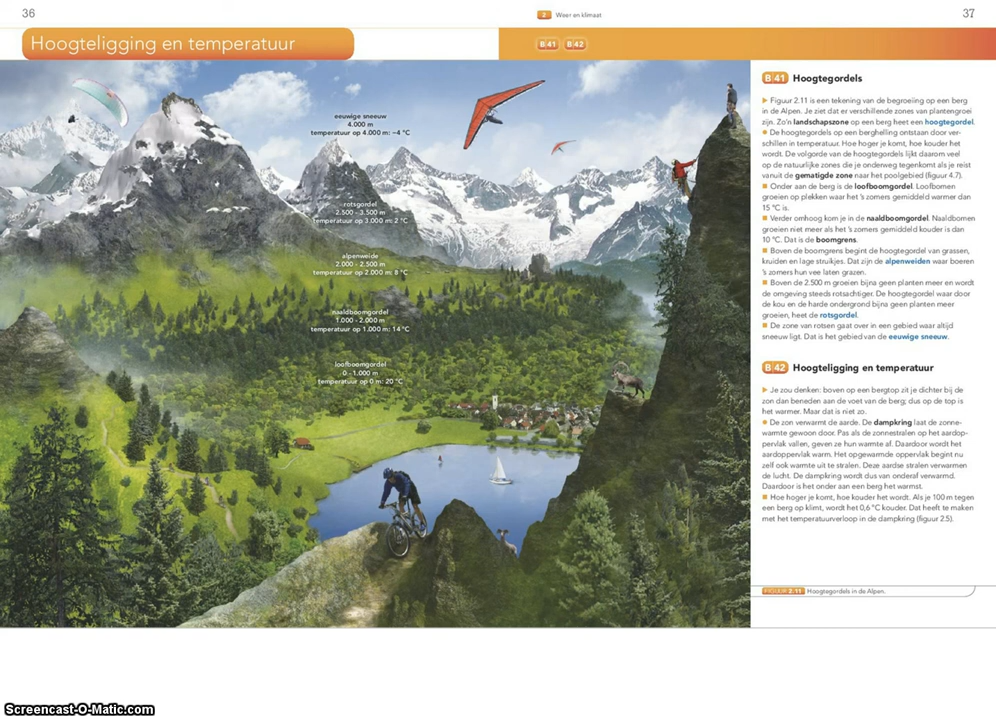 36
2 Weer en klimaat
37
Hoogteligging en temperatuur
B 41 B 42
eeuwige sneeuw
4.000 m
temperatuur op 4.000 m: –4 °C
rotsgordel
2.500 - 3.500 m
temperatuur op 3.000 m: 2 °C
alpenweide
2.000 - 2.500 m
temperatuur op 2.000 m: 8 °C
naaldboomgordel
1.000 - 2.000 m
temperatuur op 1.000 m: 14 °C
loofboomgordel
0 - 1.000 m
temperatuur op 0 m: 20 °C
B 41 Hoogtegordels
Figuur 2.11 is een tekening van de begroeiing op een berg
in de Alpen. Je ziet dat er verschillende zones van plantengroei
zijn. Zo'n landschapszone op een berg heet een hoogtegordel.
De hoogtegordels op een berghelling ontstaan door ver-
schillen in temperatuur. Hoe hoger je komt, hoe kouder het
wordt. De volgorde van de hoogtegordels lijkt daarom veel
op de natuurlijke zones die je onderweg tegenkomt als je reist
vanuit de gematigde zone naar het poolgebied (figuur 4.7).
Onder aan de berg is de loofboomgordel. Loofbomen
groeien op plekken waar het 's zomers gemiddeld warmer dan
15 °C is.
Verder omhoog kom je in de naaldboomgordel. Naaldbomen
groeien niet meer als het 's zomers gemiddeld kouder is dan
10 °C. Dat is de boomgrens.
Boven de boomgrens begint de hoogtegordel van grassen,
kruiden en lage struikjes. Dat zijn de alpenweiden waar boeren
's zomers hun vee laten grazen.
Boven de 2.500 m groeien bijna geen planten meer en wordt
de omgeving steeds rotsachtiger. De hoogtegordel waar door
de kou en de harde ondergrond bijna geen planten meer
groeien, heet de rotsgordel.
De zone van rotsen gaat over in een gebied waar altijd
sneeuw ligt. Dat is het gebied van de eeuwige sneeuw.
B 42 Hoogteligging en temperatuur
Je zou denken: boven op een bergtop zit je dichter bij de
zon dan beneden aan de voet van de berg; dus op de top is
het warmer. Maar dat is niet zo.
De zon verwarmt de aarde. De dampkring laat de zonne-
warmte gewoon door. Pas als de zonnestralen op het aardop-
pervlak vallen, geven ze hun warmte af. Daardoor wordt het
aardoppervlak warm. Het opgewarmde oppervlak begint nu
zelf ook warmte uit te stralen. Deze aardse stralen verwarmen
de lucht. De dampkring wordt dus van onderaf verwarmd.
Daardoor is het onder aan een berg het warmst.
Hoe hoger je komt, hoe kouder het wordt. Als je 100 m tegen
een berg op klimt, wordt het 0,6 °C kouder. Dat heeft te maken
met het temperatuurverloop in de dampkring (figuur 2.5).
FIGUUR 2.11 Hoogtegordels in de Alpen.
Screencast-O-Matic.com